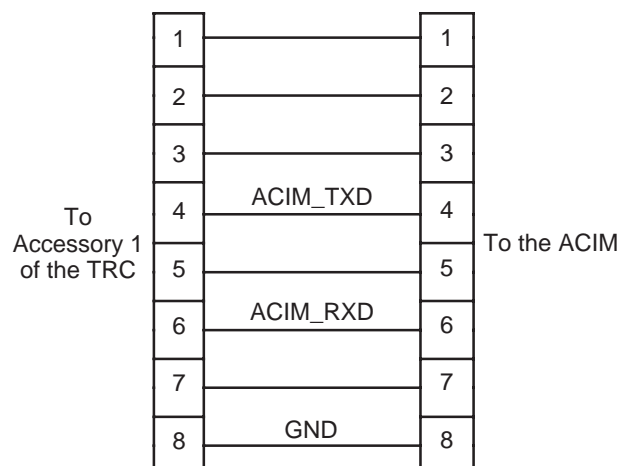 1 1
2 2
3 3
To
Accessory 1
of the TRC
4 ACIM_TXD 4
5 5
To the ACIM
6 ACIM_RXD 6
7 7
8 GND 8